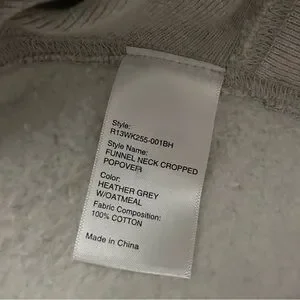 Style:
R13WK255-001BH
Style Name:
FUNNEL NECK CROPPED
POPOVER
Color:
HEATHER GREY
W/OATMEAL
Fabric Composition:
100% COTTON
Made in China